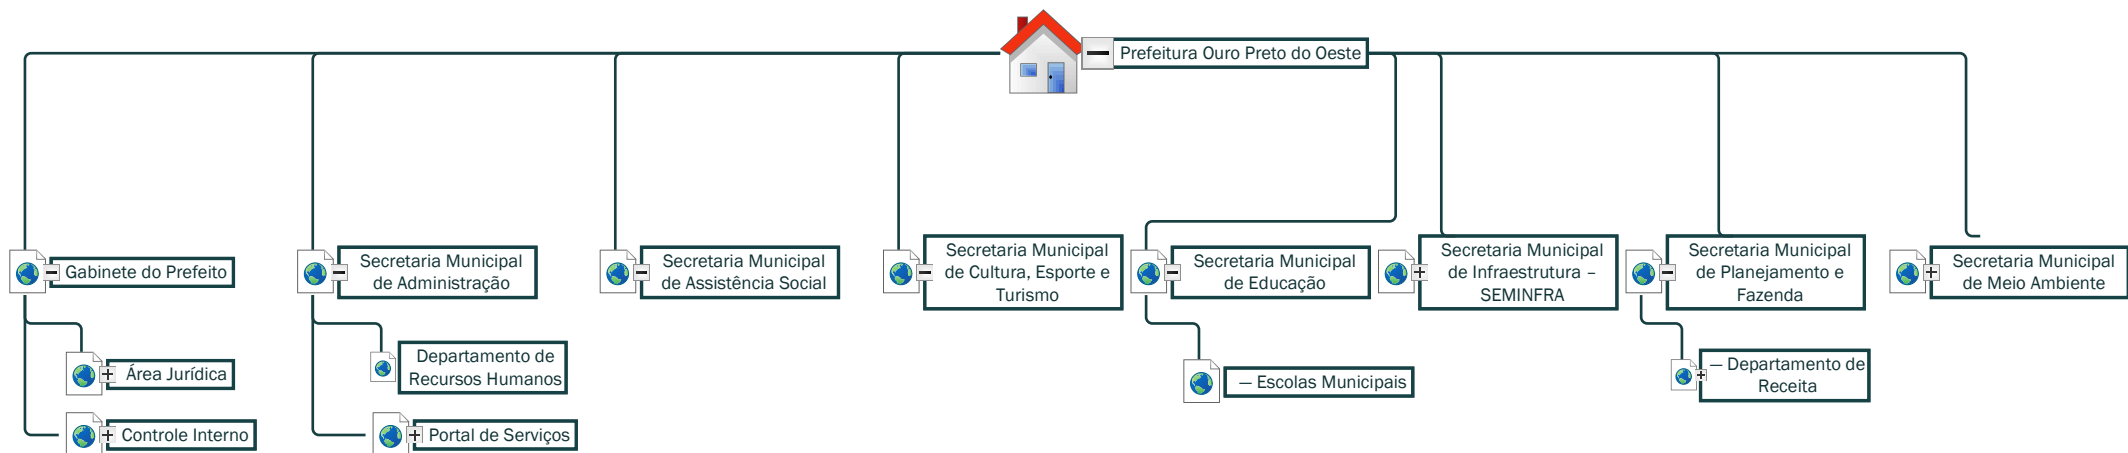 Prefeitura Ouro Preto do Oeste
Gabinete do Prefeito
Secretaria Municipal
de Administração
Secretaria Municipal
de Assistência Social
Secretaria Municipal
de Cultura, Esporte e
Turismo
Secretaria Municipal
de Educação
Secretaria Municipal
de Infraestrutura –
SEMINFRA
Secretaria Municipal
de Planejamento e
Fazenda
Secretaria Municipal
de Meio Ambiente
Área Jurídica
Departamento de
Recursos Humanos
— Escolas Municipais
— Departamento de
Receita
Controle Interno
Portal de Serviços